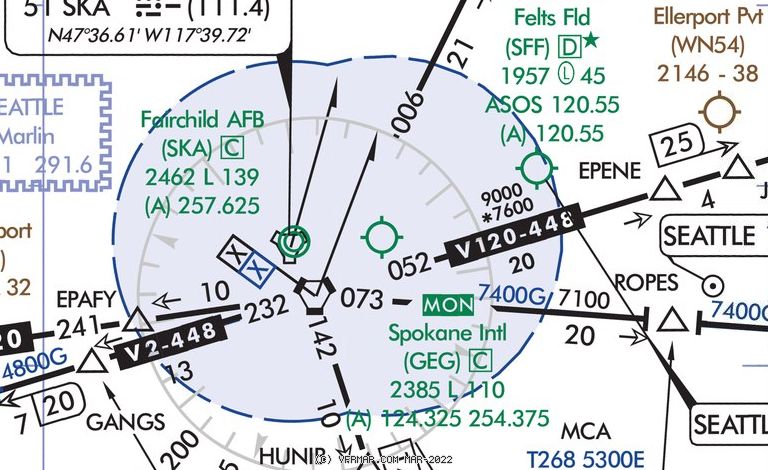 51 SKA (111.4)
N47°36.61' W117°39.72'
EATTLE
Marlin
1 291.6
Fairchild AFB
(SKA) C
2462 L 139
(A) 257.625
21
006
Felts Fld
(SFF) D★
1957 L 45
ASOS 120.55
(A) 120.55
Ellerport Pvt
(WN54)
2146 - 38
25
EPENE
4
J
9000
*7600
V120-448
052
20
SEATTLE
ort
)
32
X
X
EPAFY
10
232
073
MON
7400G
7100
20
ROPES
7400G
20
241
V2-448
4800G
13
7 20
GANGS
142
10
Spokane Intl
(GEG) C
2385 L 110
(A) 124.325 254.375
SEATTL
200
5
HUNIP
MCA
T268 5300E
(C) VFRMAP.COM MAR-2022